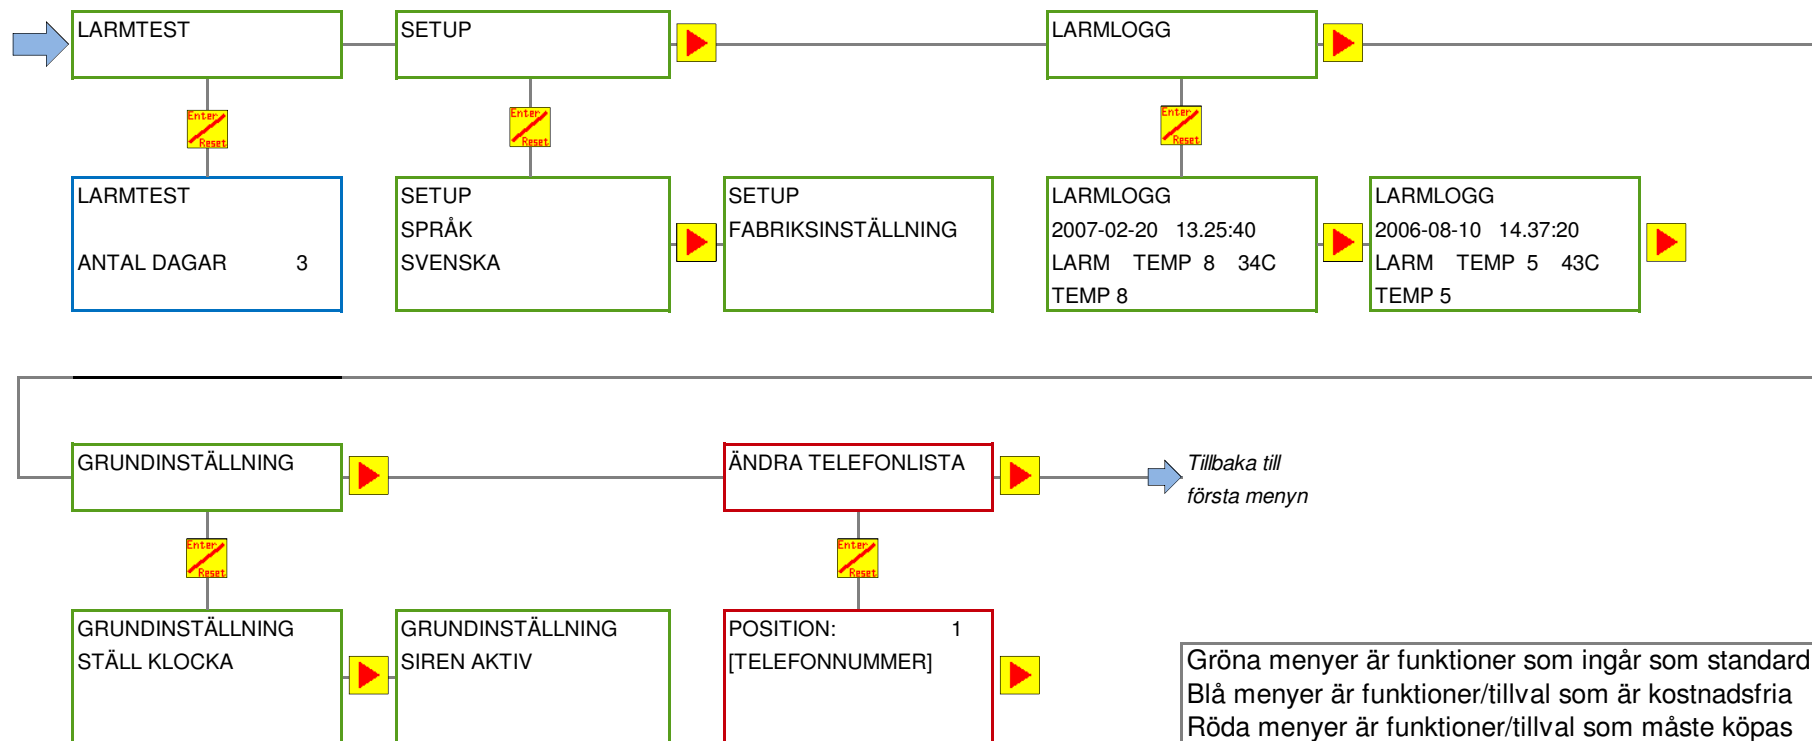 LARMTEST
SETUP
LARMLOGG
Enter
Reset
Enter
Reset
Enter
Reset
LARMTEST
ANTAL DAGAR 3
SETUP
SPRÅK
SVENSKA
SETUP
FABRIKSINSTÄLLNING
LARMLOGG
2007-02-20 13.25:40
LARM TEMP 8 34C
TEMP 8
LARMLOGG
2006-08-10 14.37:20
LARM TEMP 5 43C
TEMP 5
GRUNDINSTÄLLNING
ÄNDRA TELEFONLISTA
Tillbaka till
första menyn
Enter
Reset
Enter
Reset
GRUNDINSTÄLLNING
STÄLL KLOCKA
GRUNDINSTÄLLNING
SIREN AKTIV
POSITION: 1
[TELEFONNUMMER]
Gröna menyer är funktioner som ingår som standard
Blå menyer är funktioner/tillval som är kostnadsfria
Röda menyer är funktioner/tillval som måste köpas